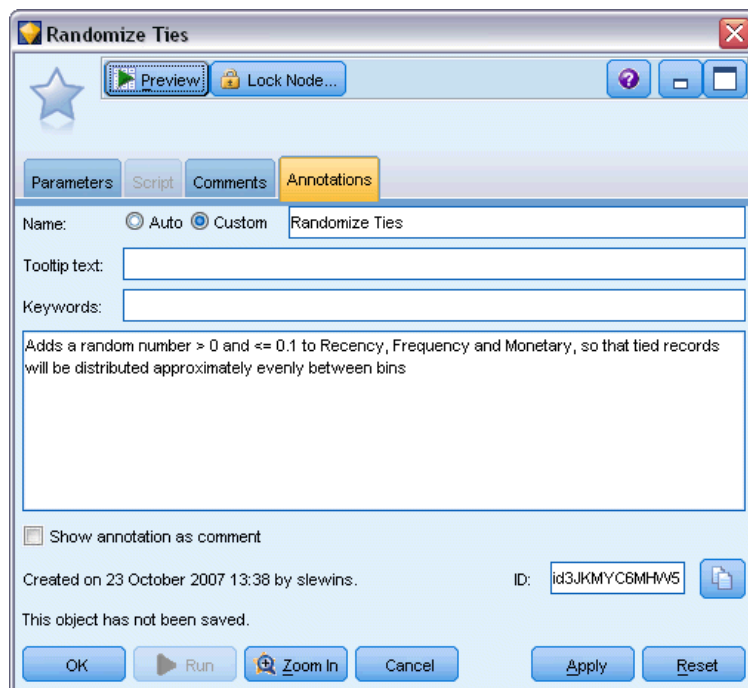 Randomize Ties
Preview Lock Node...
Parameters Script Comments Annotations
Name: Auto Custom Randomize Ties
Tooltip text:
Keywords:
Adds a random number > 0 and <= 0.1 to Recency, Frequency and Monetary, so that tied records
will be distributed approximately evenly between bins
Show annotation as comment
Created on 23 October 2007 13:38 by slewins. ID: id3JKMYC6MHW5
This object has not been saved.
OK Run Zoom In Cancel Apply Reset